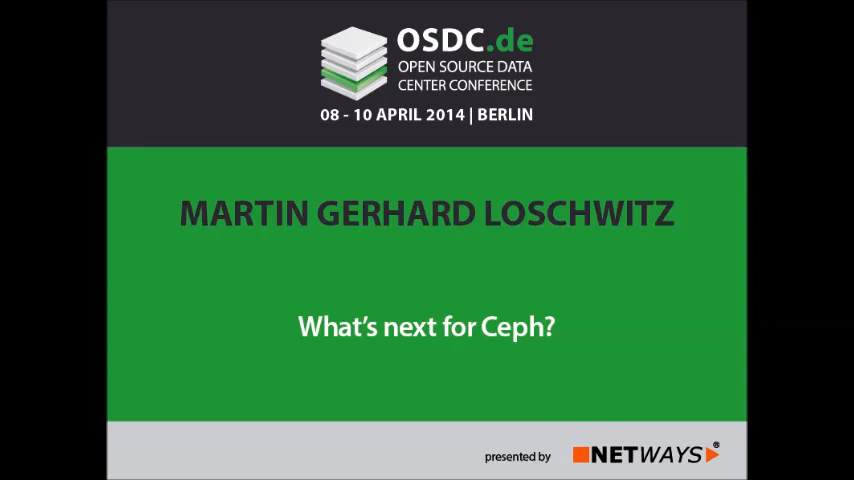 OSDC.de
OPEN SOURCE DATA
CENTER CONFERENCE
08 - 10 APRIL 2014 | BERLIN
MARTIN GERHARD LOSCHWITZ
What's next for Ceph?
presented by
NETWAYS®